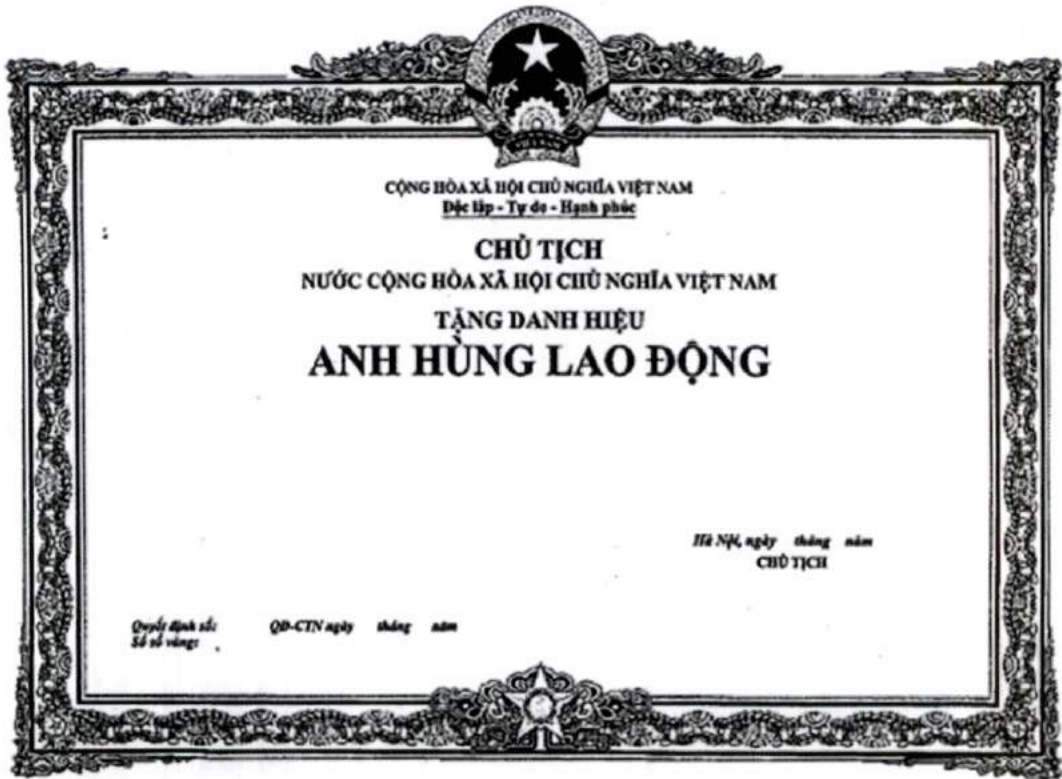 VIỆT NAM
CỘNG HÒA XÃ HỘI CHỦ NGHĨA VIỆT NAM
Độc lập - Tự do - Hạnh phúc
CHỦ TỊCH
NƯỚC CỘNG HÒA XÃ HỘI CHỦ NGHĨA VIỆT NAM
TẶNG DANH HIỆU
ANH HÙNG LAO ĐỘNG
Hà Nội, ngày tháng năm
CHỦ TỊCH
Quyết định số: QĐ-CTN ngày tháng năm
Số sổ vàng: